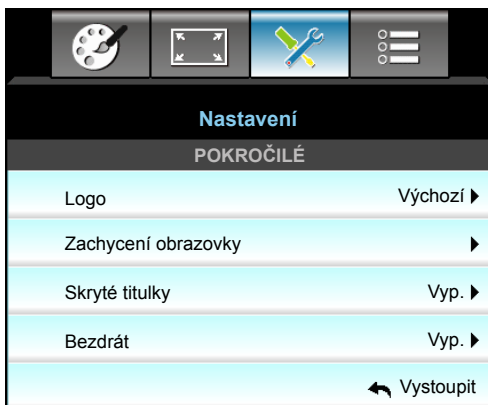 Nastavení
POKROČILÉ
Logo Výchozí
Zachycení obrazovky
Skryté titulky Vyp.
Bezdrát Vyp.
Vystoupit